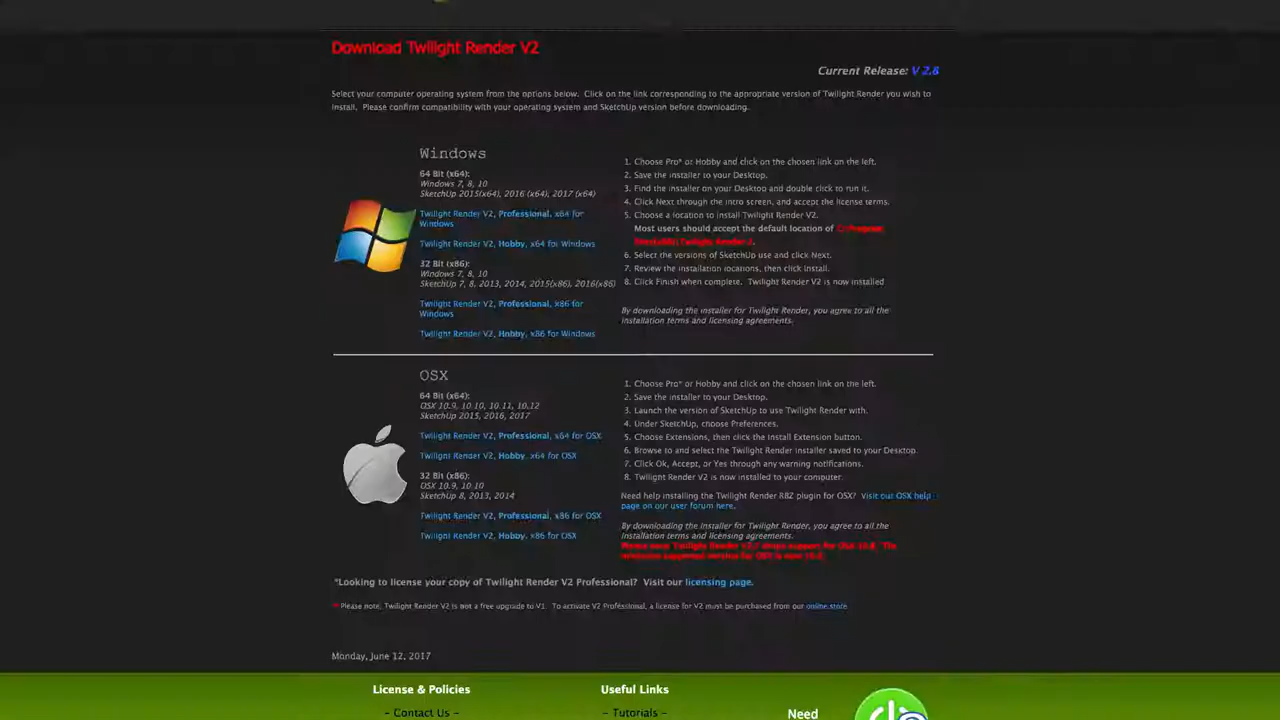 Download Twilight Render V2
Current Release: V 2.8
Select your computer operating system from the options below. Click on the link corresponding to the appropriate version of Twilight Render you wish to
install. Please confirm compatibility with your operating system and SketchUp version before downloading.
Windows
64 Bit (x64):
Windows 7, 8, 10
SketchUp 2015(x64), 2016 (x64), 2017 (x64)
Twilight Render V2, Professional, x64 for
Windows
Twilight Render V2, Hobby, x64 for Windows
32 Bit (x86):
Windows 7, 8, 10
SketchUp 7, 8, 2013, 2014, 2015(x86), 2016(x86)
Twilight Render V2, Professional, x86 for
Windows
Twilight Render V2, Hobby, x86 for Windows
1. Choose Pro* or Hobby and click on the chosen link on the left.
2. Save the installer to your Desktop.
3. Find the installer on your Desktop and double click to run it.
4. Click Next through the intro screen, and accept the license terms.
5. Choose a location to install Twilight Render V2.
Most users should accept the default location of C:\Program
Twilight Render 2.
6. Select the versions of SketchUp use and click Next.
7. Review the installation locations, then click Install.
8. Click Finish when complete. Twilight Render V2 is now installed
By downloading the installer for Twilight Render, you agree to all the
installation terms and licensing agreements.
OSX
64 Bit (x64):
OSX 10.9, 10.10, 10.11, 10.12
SketchUp 2015, 2016, 2017
Twilight Render V2, Professional, x64 for OSX
Twilight Render V2, Hobby, x64 for OSX
32 Bit (x86):
OSX 10.9, 10.10
SketchUp 8, 2013, 2014
Twilight Render V2, Professional, x86 for OSX
Twilight Render V2, Hobby, x86 for OSX
1. Choose Pro* or Hobby and click on the chosen link on the left.
2. Save the installer to your Desktop.
3. Launch the version of SketchUp to use Twilight Render with.
4. Under SketchUp, choose Preferences.
5. Choose Extensions, then click the Install Extension button.
6. Browse to and select the Twilight Render installer saved to your Desktop.
7. Click Ok, Accept, or Yes through any warning notifications.
8. Twilight Render V2 is now installed to your computer.
Need help installing the Twilight Render RBZ plugin for OSX? Visit our OSX help
page on our user forum here.
By downloading the installer for Twilight Render, you agree to all the
installation terms and licensing agreements.
Please note: Twilight Render v2.7 drops support for OSX 10.8. The
minimum supported version for OSX is now 10.9.
*Looking to license your copy of Twilight Render V2 Professional? Visit our licensing page.
* Please note, Twilight Render V2 is not a free upgrade to V1. To activate V2 Professional, a license for V2 must be purchased from our online store
Monday, June 12, 2017
License & Policies
Useful Links
~ Contact Us ~
~ Tutorials ~
Need